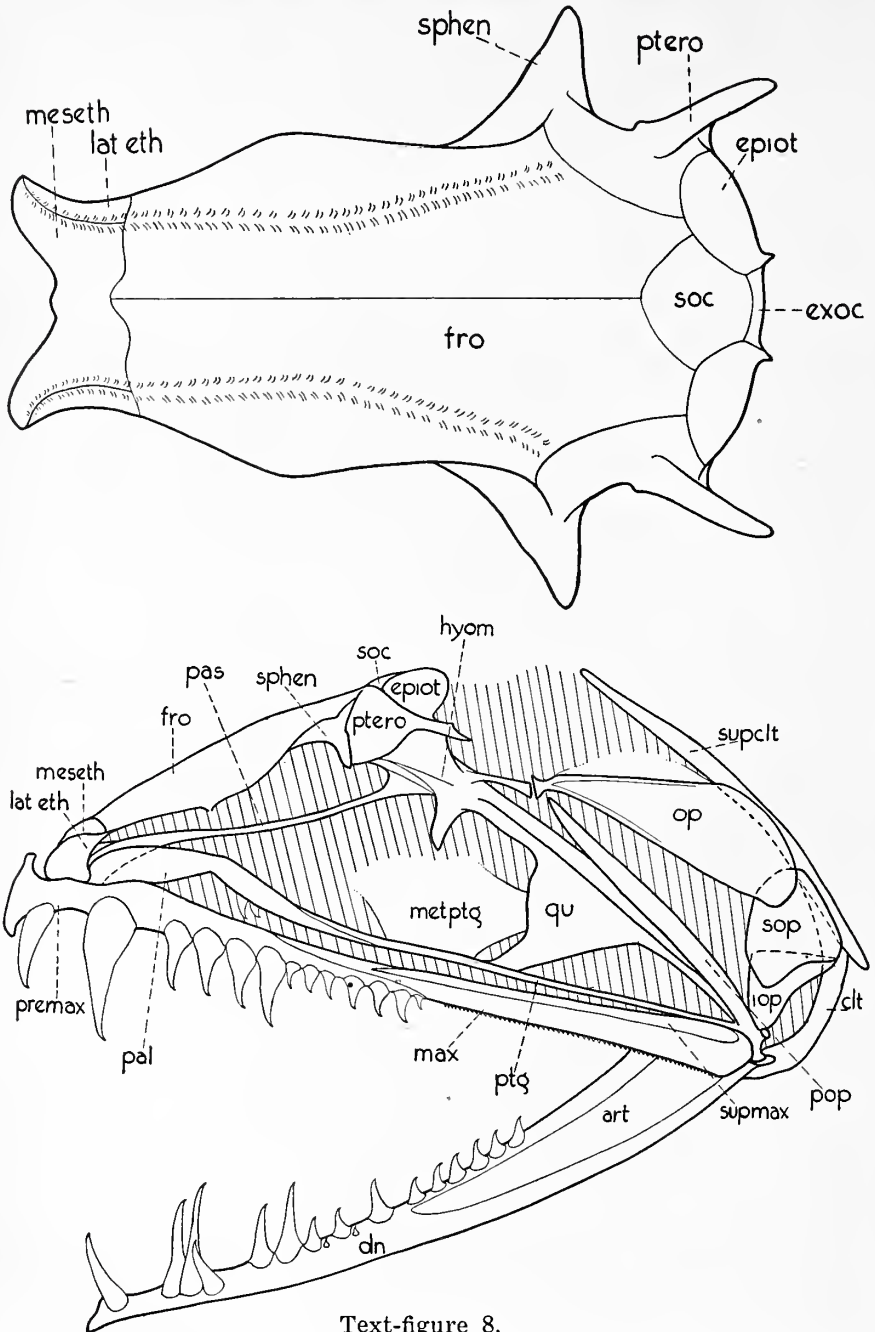 sphen
ptero
meseth
lat eth
epiot
soc
exoc
fro
hyom
soc
pas
sphen
epiot
fro
ptero
supclt
meseth
lat eth
op
metptg
qu
sop
iop
clt
premax
pal
max
ptg
art
supmax
pop
dn
Text-figure 8.